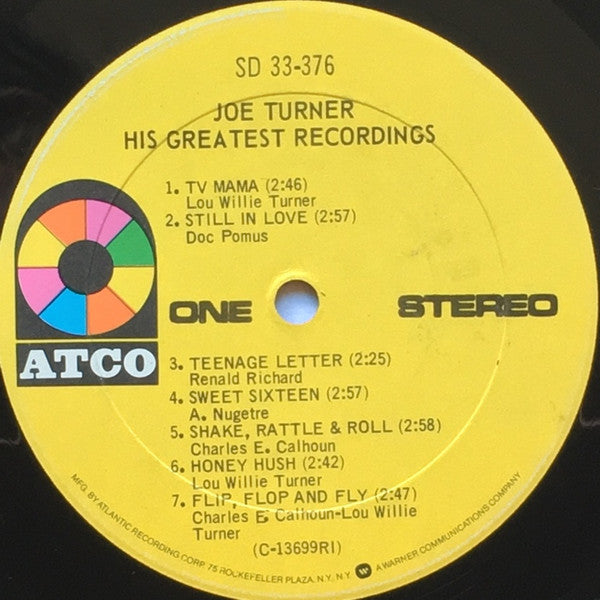 SD 33-376
JOE TURNER
HIS GREATEST RECORDINGS
1. TV MAMA (2:46)
Lou Willie Turner
2. STILL IN LOVE (2:57)
Doc Pomus
ONE
STEREO
ATCO
3. TEENAGE LETTER (2:25)
Renald Richard
4. SWEET SIXTEEN (2:57)
A. Nugetre
5. SHAKE, RATTLE & ROLL (2:58)
Charles E. Calhoun
6. HONEY HUSH (2:42)
Lou Willie Turner
7. FLIP, FLOP AND FLY (2:47)
Charles E. Calhoun-Lou Willie
Turner
(C-13699RI)
MFG. BY ATLANTIC RECORDING CORP. 75 ROCKEFELLER PLAZA, N.Y., N.Y. W A WARNER COMMUNICATIONS COMPANY